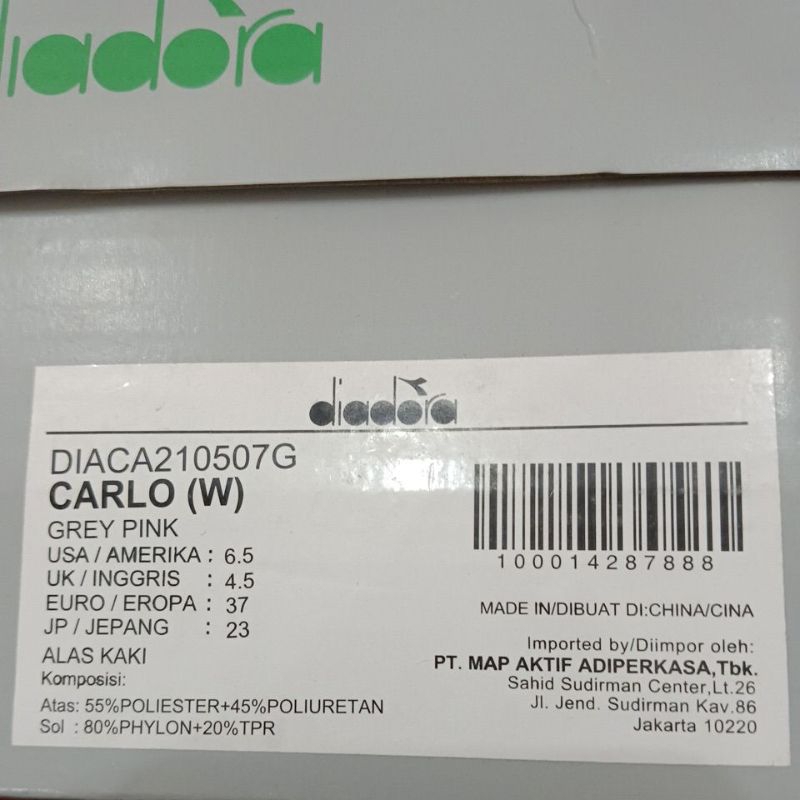 diadora
diadora
DIACA210507G
CARLO (W)
GREY PINK
USA / AMERIKA : 6.5
UK / INGGRIS : 4.5
EURO / EROPA : 37
JP / JEPANG : 23
ALAS KAKI
Komposisi:
Atas: 55%POLIESTER+45%POLIURETAN
Sol : 80%PHYLON+20%TPR
100014287888
MADE IN/DIBUAT DI:CHINA/CINA
Imported by/Diimpor oleh:
PT. MAP AKTIF ADIPERKASA,Tbk.
Sahid Sudirman Center,Lt.26
Jl. Jend. Sudirman Kav.86
Jakarta 10220